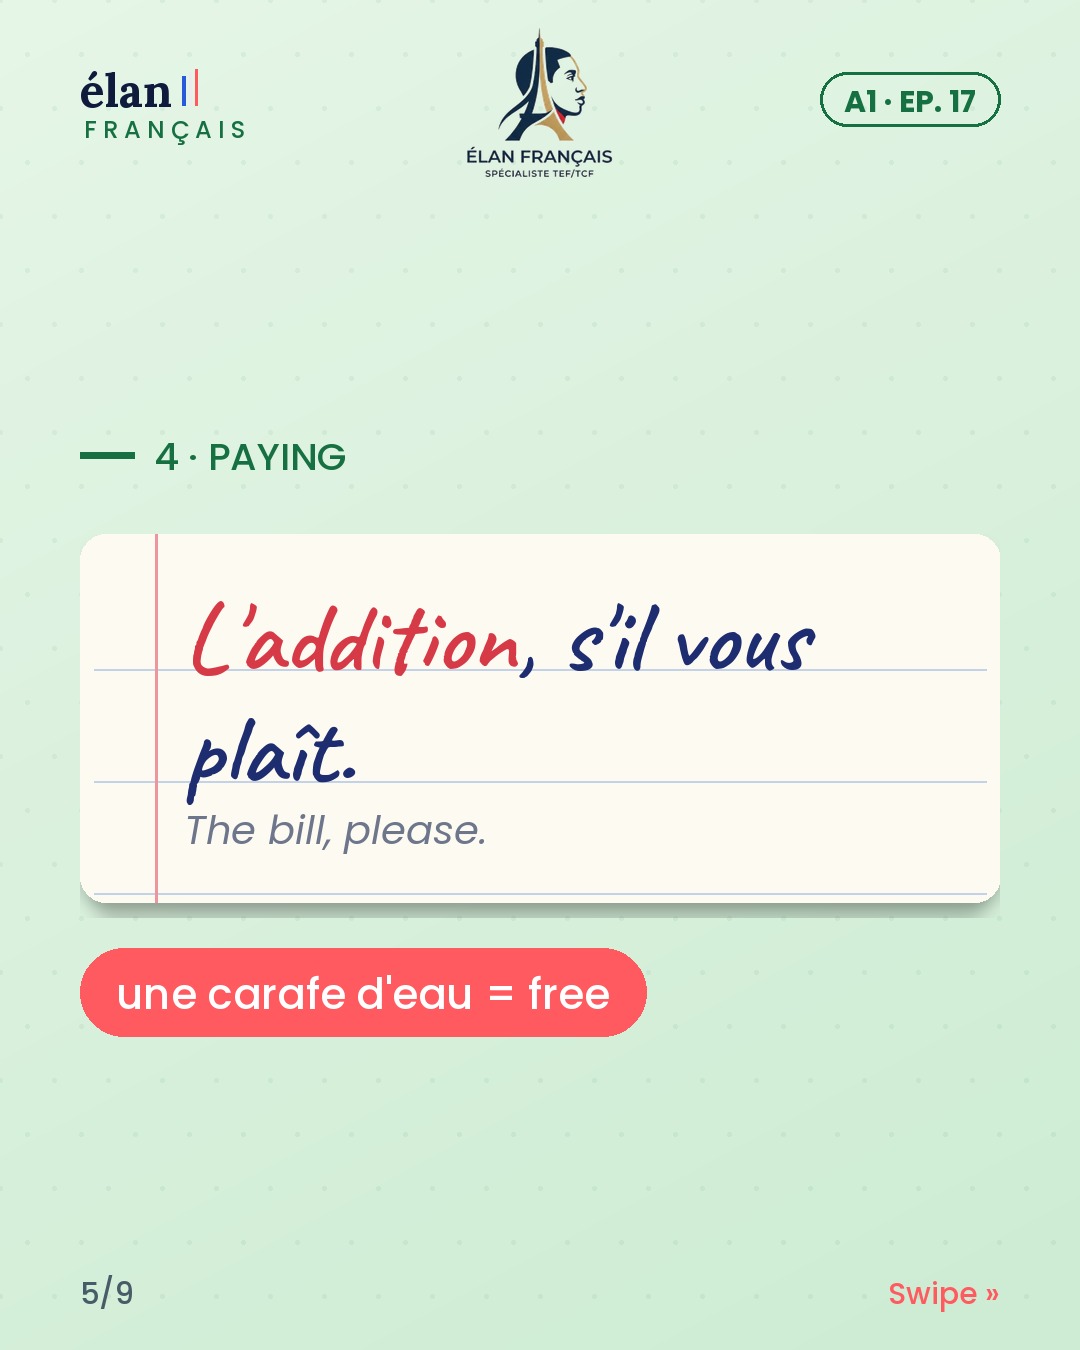 élan
FRANÇAIS
ÉLAN FRANÇAIS
SPÉCIALISTE TEF/TCF
A1 · EP. 17
4 · PAYING
L'addition, s'il vous
plaît.
The bill, please.
une carafe d'eau = free
5/9
Swipe »